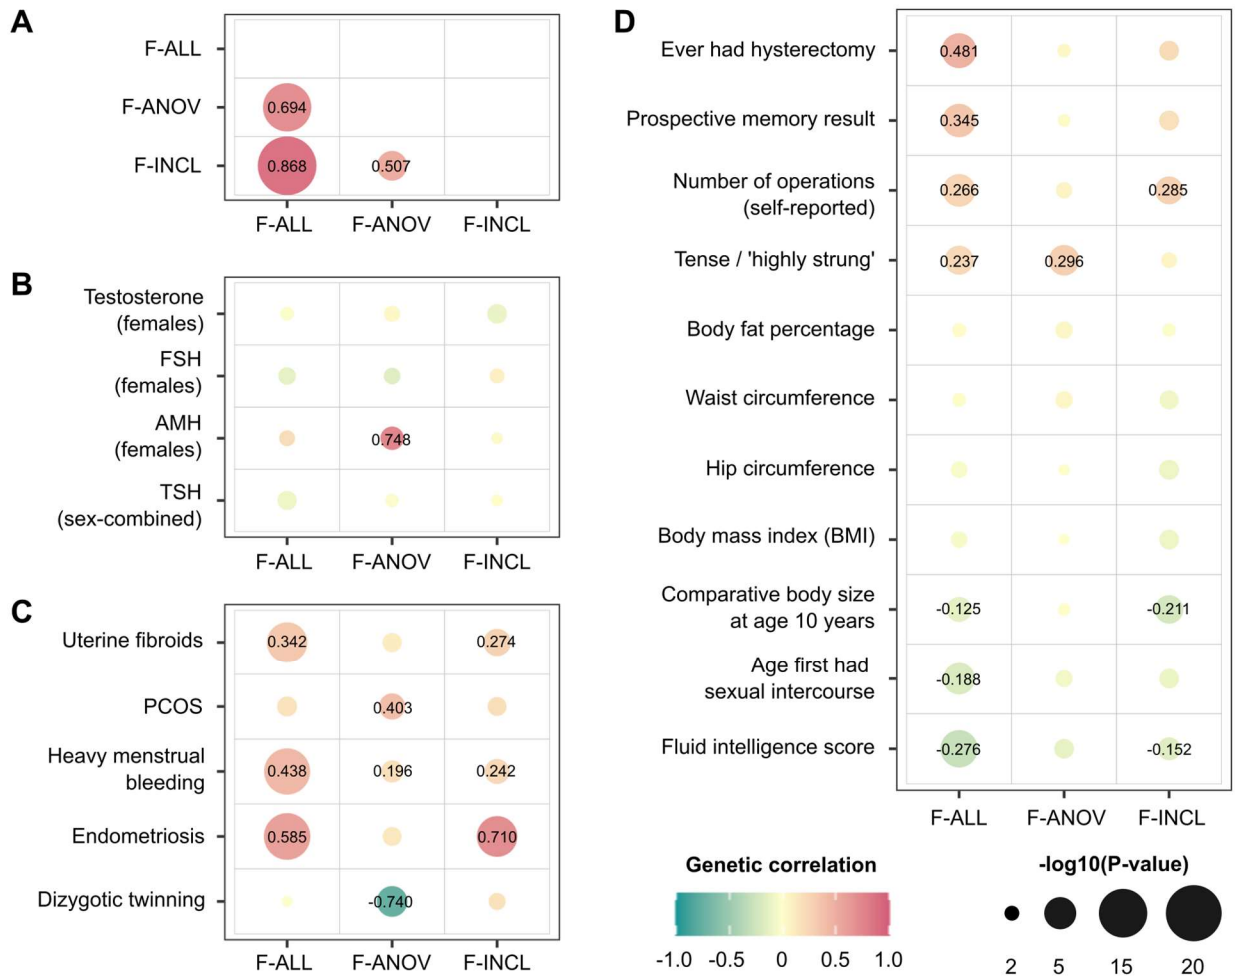 A
F-ALL
F-ANOV
0.694
F-INCL
0.868
0.507
F-ALL
F-ANOV
F-INCL
B
Testosterone
(females)
FSH
(females)
AMH
(females)
0.748
TSH
(sex-combined)
F-ALL
F-ANOV
F-INCL
C
Uterine fibroids
0.342
0.274
PCOS
0.403
Heavy menstrual
bleeding
0.438
0.196
0.242
Endometriosis
0.585
0.710
Dizygotic twinning
-0.740
F-ALL
F-ANOV
F-INCL
D
Ever had hysterectomy
0.481
Prospective memory result
0.345
Number of operations
(self-reported)
0.266
0.285
Tense / 'highly strung'
0.237
0.296
Body fat percentage
Waist circumference
Hip circumference
Body mass index (BMI)
Comparative body size
at age 10 years
-0.125
-0.211
Age first had
sexual intercourse
-0.188
Fluid intelligence score
-0.276
-0.152
F-ALL
F-ANOV
F-INCL
Genetic correlation
-1.0
-0.5
0
0.5
1.0
-log10(P-value)
2
5
15
20